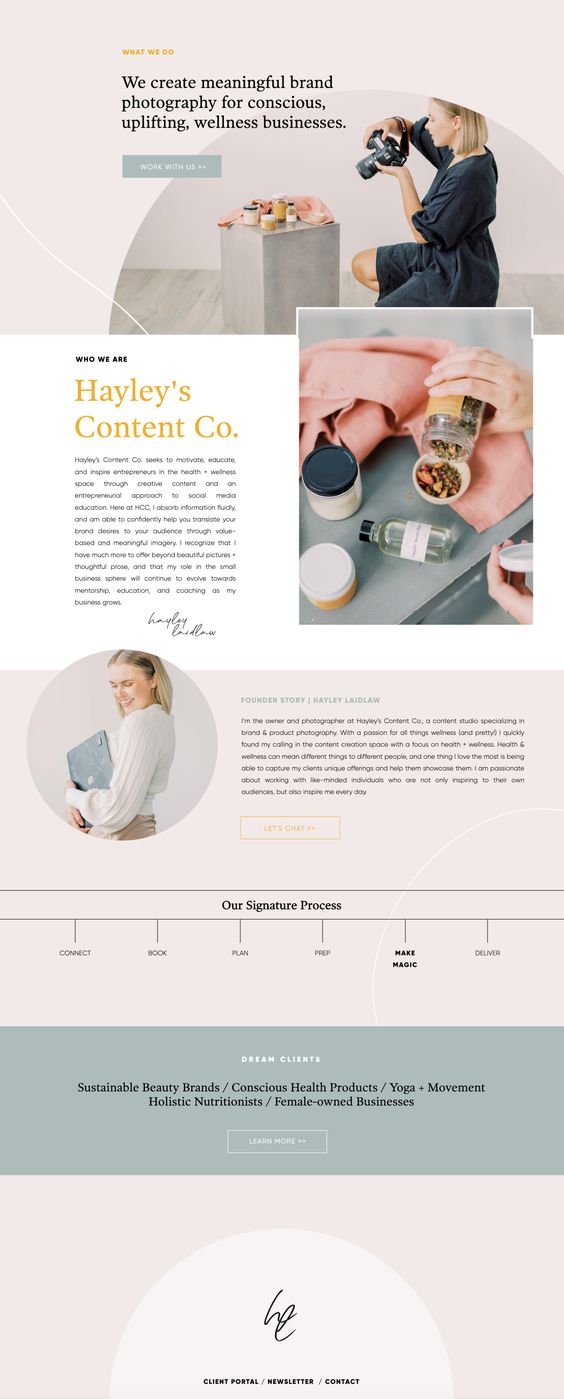 WHAT WE DO
We create meaningful brand
photography for conscious,
uplifting, wellness businesses.
WORK WITH US >>
WHO WE ARE
Hayley's
Content Co.
Hayley's Content Co. seeks to motivate, educate,
and inspire entrepreneurs in the health + wellness
space through creative content and an
entrepreneurial approach to social media
education. Here at HCC, I absorb information fluidly,
and am able to confidently help you translate your
brand desires to your audience through value-
based and meaningful imagery. I recognize that I
have much more to offer beyond beautiful pictures +
thoughtful prose, and that my role in the small
business sphere will continue to evolve towards
mentorship, education, and coaching as my
business grows.
hayley
laidlaw
FOUNDER STORY | HAYLEY LAIDLAW
I'm the owner and photographer at Hayley's Content Co., a content studio specializing in
brand & product photography. With a passion for all things wellness (and pretty!) I quickly
found my calling in the content creation space with a focus on health + wellness. Health &
wellness can mean different things to different people, and one thing I love the most is being
able to capture my clients unique offerings and help them showcase them. I am passionate
about working with like-minded individuals who are not only inspiring to their own
audiences, but also inspire me every day.
LET'S CHAT >>
Our Signature Process
CONNECT BOOK PLAN PREP MAKE MAGIC DELIVER
DREAM CLIENTS
Sustainable Beauty Brands / Conscious Health Products / Yoga + Movement
Holistic Nutritionists / Female-owned Businesses
LEARN MORE >>
CLIENT PORTAL / NEWSLETTER / CONTACT